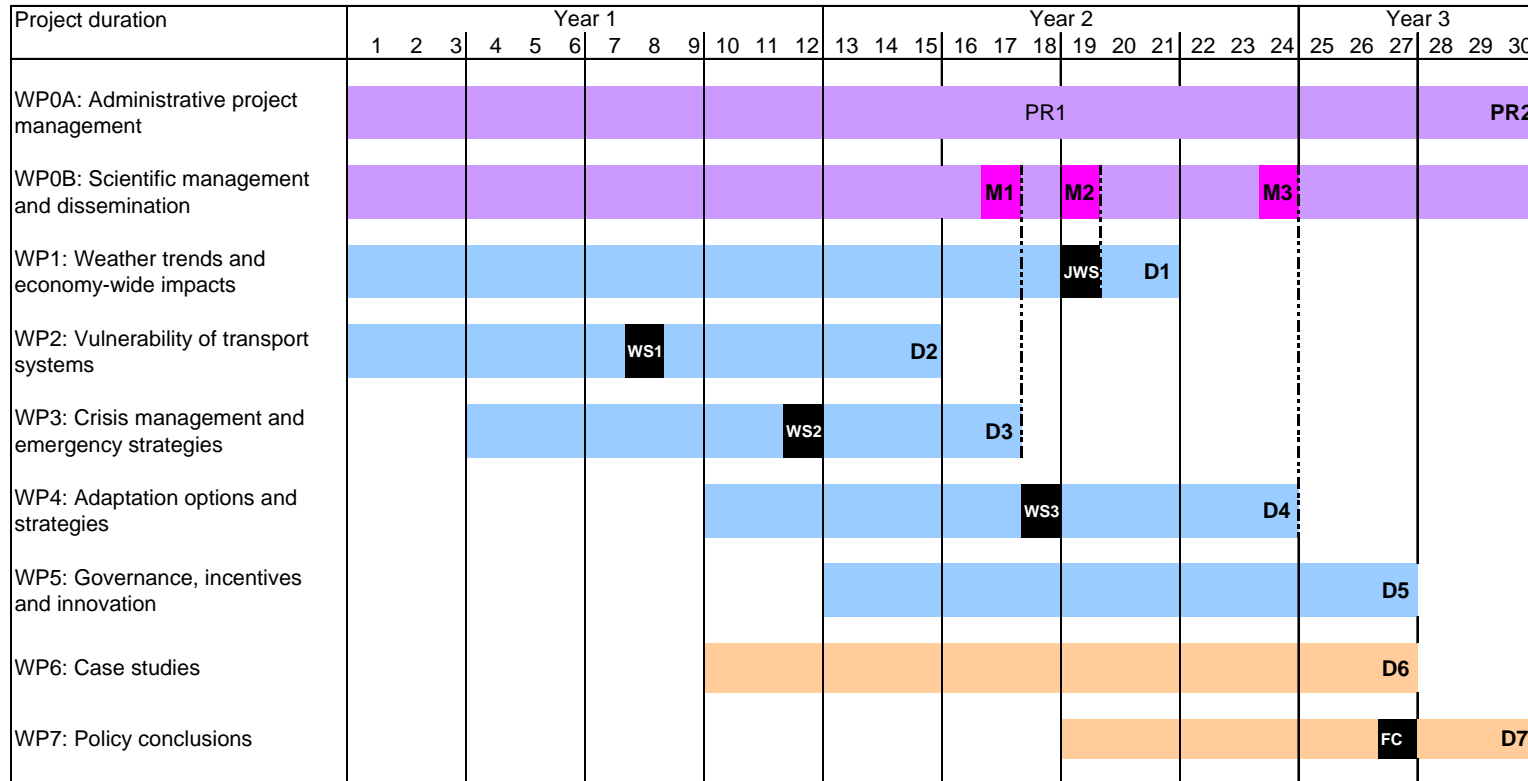 Project duration Year 1 Year 2 Year 3
1 2 3 4 5 6 7 8 9 10 11 12 13 14 15 16 17 18 19 20 21 22 23 24 25 26 27 28 29 30
WP0A: Administrative project
management
PR1 PR2
WP0B: Scientific management
and dissemination
M1 M2 M3
WP1: Weather trends and
economy-wide impacts
JWS D1
WP2: Vulnerability of transport
systems
WS1 D2
WP3: Crisis management and
emergency strategies
WS2 D3
WP4: Adaptation options and
strategies
WS3 D4
WP5: Governance, incentives
and innovation
D5
WP6: Case studies D6
WP7: Policy conclusions FC D7